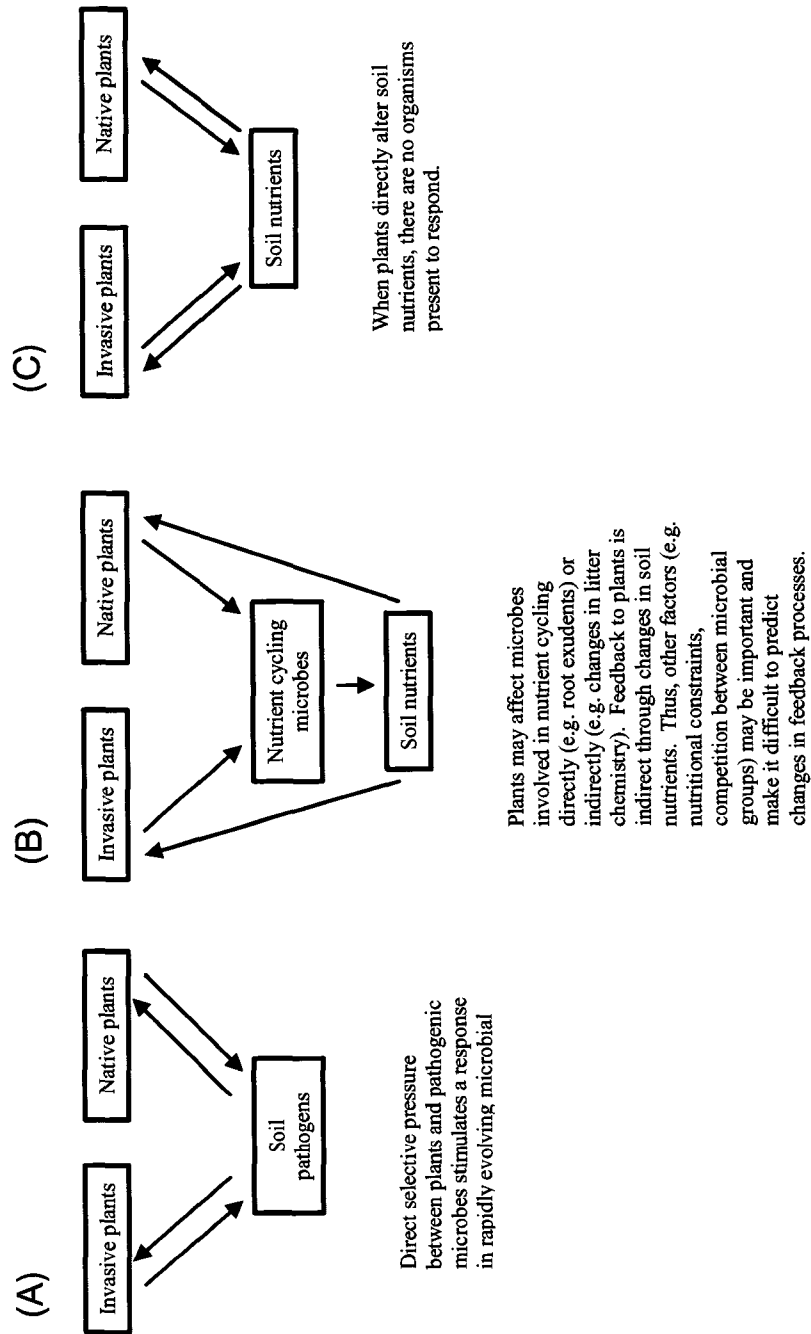 (A)
Invasive plants
Native plants
Soil
pathogens
Direct selective pressure
between plants and pathogenic
microbes stimulates a response
in rapidly evolving microbial
(B)
Invasive plants
Native plants
Nutrient cycling
microbes
Soil nutrients
Plants may affect microbes
involved in nutrient cycling
directly (e.g. root exudents) or
indirectly (e.g. changes in litter
chemistry). Feedback to plants is
indirect through changes in soil
nutrients. Thus, other factors (e.g.
nutritional constraints,
competition between microbial
groups) may be important and
make it difficult to predict
changes in feedback processes.
(C)
Invasive plants
Native plants
Soil nutrients
When plants directly alter soil
nutrients, there are no organisms
present to respond.